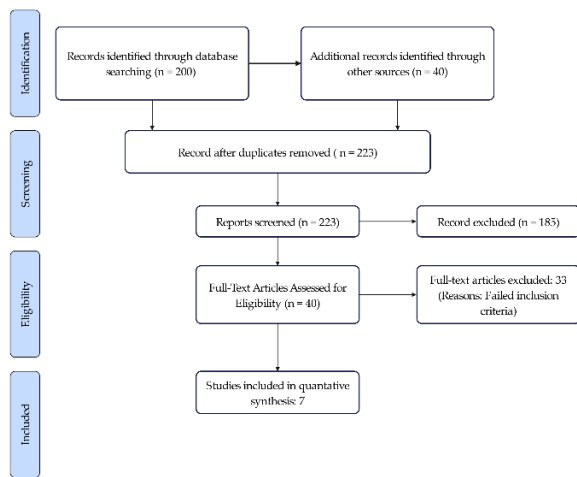 Identification
Records identified through database
searching (n = 200)
Additional records identified through
other sources (n = 40)
Screening
Record after duplicates removed ( n = 223)
Reports screened (n = 223)
Record excluded (n = 185)
Eligibility
Full-Text Articles Assessed for
Eligibility (n = 40)
Full-text articles excluded: 33
(Reasons: Failed inclusion
criteria)
Included
Studies included in quantative
synthesis: 7